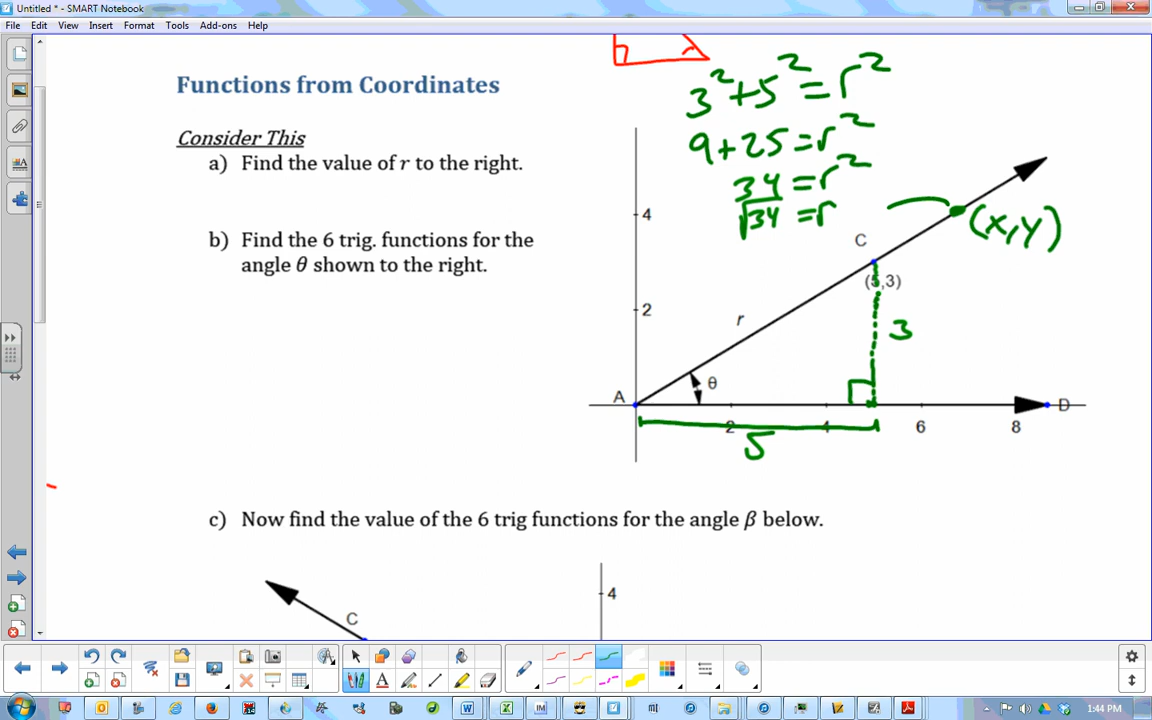 Untitled * - SMART Notebook
File Edit View Insert Format Tools Add-ons Help
Functions from Coordinates
Consider This
a) Find the value of r to the right.
b) Find the 6 trig. functions for the
angle θ shown to the right.
3² + 5² = r²
9 + 25 = r²
34 = r²
√34 = r
4
(x,y)
C
(5,3)
2
r
3
θ
A
D
2 4 6 8
5
c) Now find the value of the 6 trig functions for the angle β below.
4
C
1:44 PM